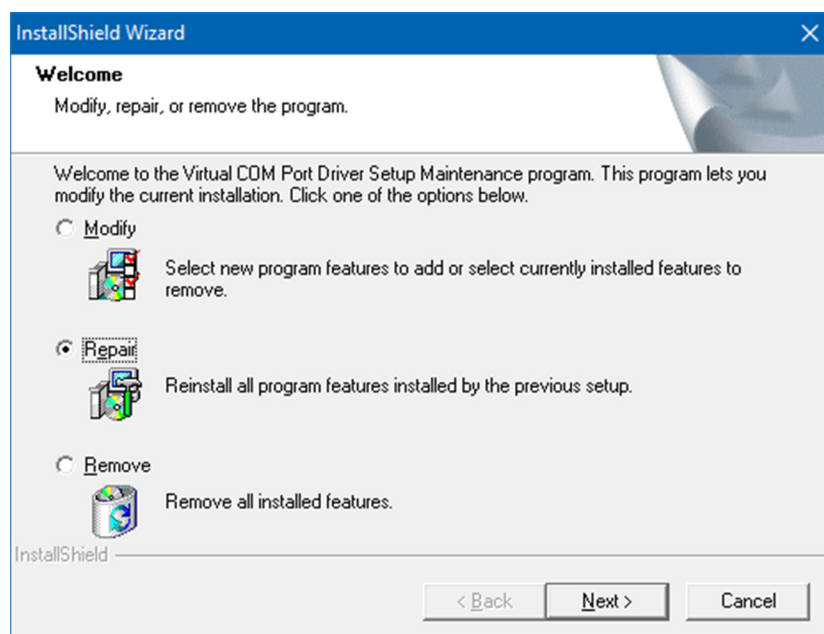 InstallShield Wizard
Welcome
Modify, repair, or remove the program.
Welcome to the Virtual COM Port Driver Setup Maintenance program. This program lets you
modify the current installation. Click one of the options below.
Modify
Select new program features to add or select currently installed features to
remove.
Repair
Reinstall all program features installed by the previous setup.
Remove
Remove all installed features.
InstallShield
< Back Next > Cancel